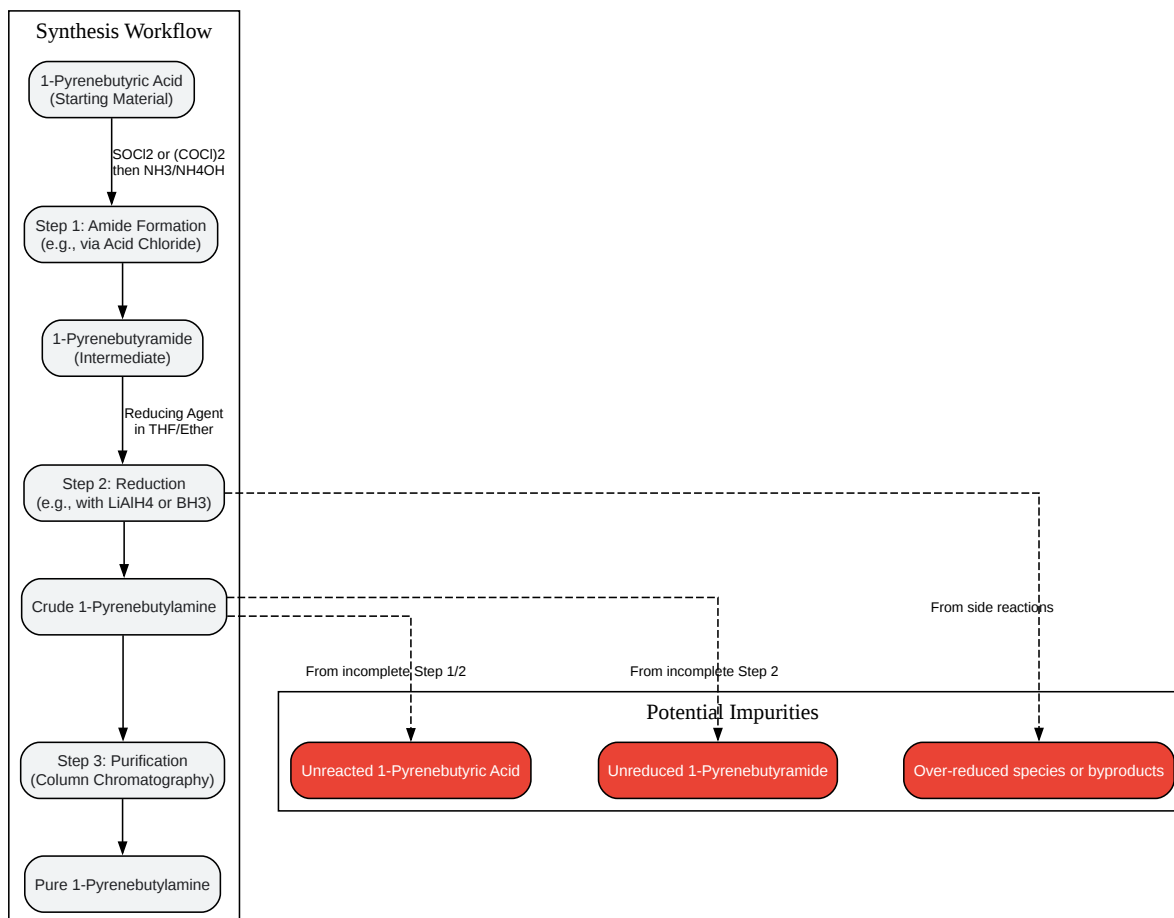 Synthesis Workflow
1-Pyrenebutyric Acid
(Starting Material)
SOCl2 or (COCl)2
then NH3/NH4OH
Step 1: Amide Formation
(e.g., via Acid Chloride)
1-Pyrenebutyramide
(Intermediate)
Reducing Agent
in THF/Ether
Step 2: Reduction
(e.g., with LiAlH4 or BH3)
Crude 1-Pyrenebutylamine
From side reactions
From incomplete Step 1/2
From incomplete Step 2
Potential Impurities
Step 3: Purification
(Column Chromatography)
Unreacted 1-Pyrenebutyric Acid
Unreduced 1-Pyrenebutyramide
Over-reduced species or byproducts
Pure 1-Pyrenebutylamine